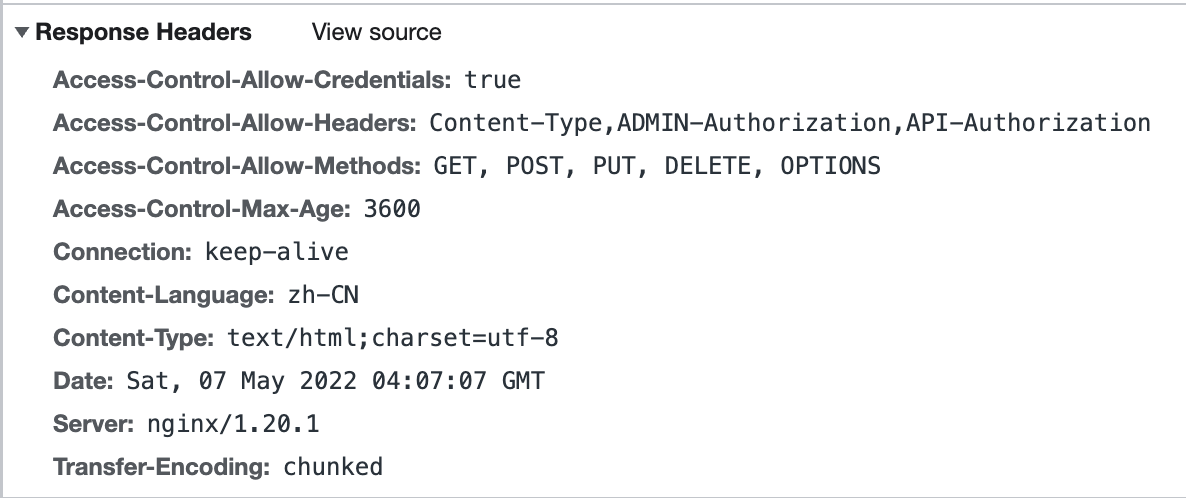 Response Headers View source
Access-Control-Allow-Credentials: true
Access-Control-Allow-Headers: Content-Type,ADMIN-Authorization,API-Authorization
Access-Control-Allow-Methods: GET, POST, PUT, DELETE, OPTIONS
Access-Control-Max-Age: 3600
Connection: keep-alive
Content-Language: zh-CN
Content-Type: text/html;charset=utf-8
Date: Sat, 07 May 2022 04:07:07 GMT
Server: nginx/1.20.1
Transfer-Encoding: chunked